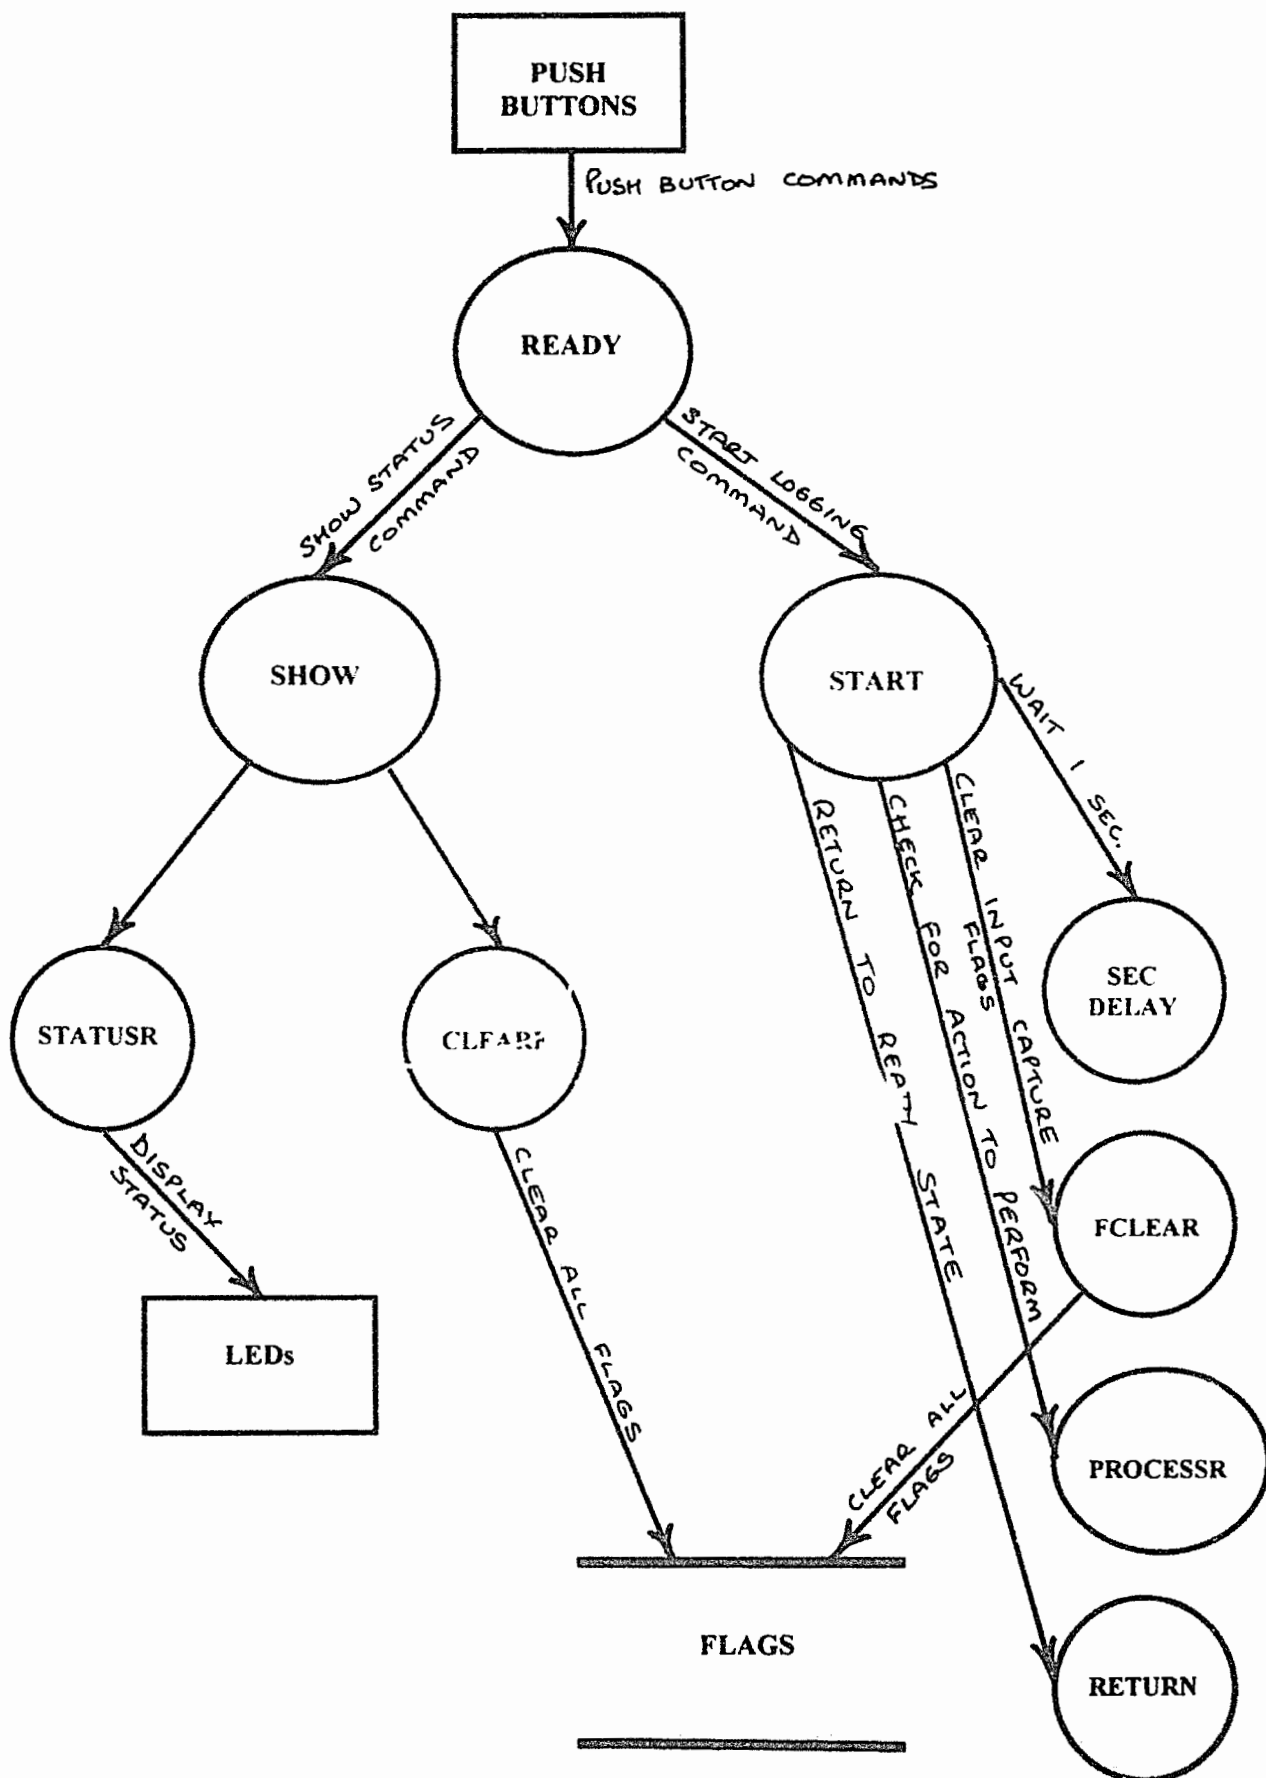 PUSH
BUTTONS
PUSH BUTTON COMMANDS
READY
SHOW STATUS
COMMAND
START LOGGING
COMMAND
SHOW
START
WAIT 1 SEC.
RETURN TO READY STATE
CHECK FOR ACTION TO PERFORM
CLEAR INPUT CAPTURE
FLAGS
SEC
DELAY
STATUSR
CLEARF
DISPLAY
STATUS
CLEAR ALL FLAGS
FCLEAR
LEDs
CLEAR ALL
FLAGS
PROCESSR
FLAGS
RETURN